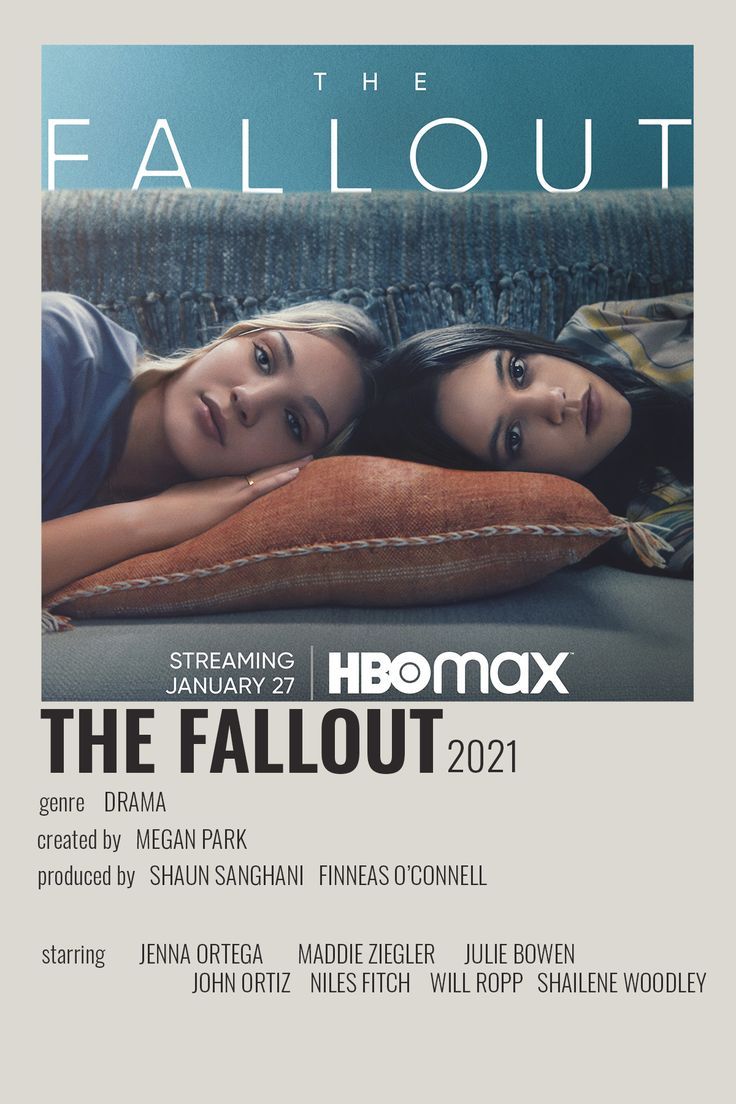 THE
FALLOUT
STREAMING
JANUARY 27
HBOMAX™
THE FALLOUT 2021
genre DRAMA
created by MEGAN PARK
produced by SHAUN SANGHANI FINNEAS O'CONNELL
starring JENNA ORTEGA MADDIE ZIEGLER JULIE BOWEN
JOHN ORTIZ NILES FITCH WILL ROPP SHAILENE WOODLEY